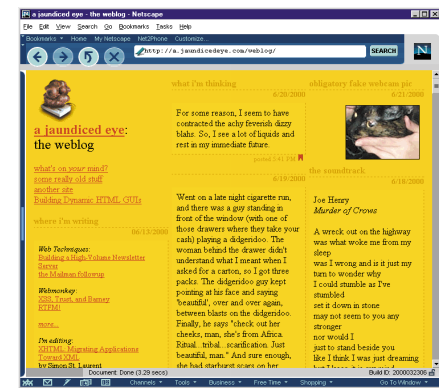 a jaundiced eye - the weblog - Netscape
File Edit View Search Go Bookmarks Tasks Help
Bookmarks Home My Netscape Net2Phone Customize...
http://a.jaundicedeye.com/weblog/
SEARCH
N
a jaundiced eye:
the weblog
what's on your mind?
some really old stuff
another site
Building Dynamic HTML GUIs
where I'm writing
06/13/2000
Web Techniques:
Building a High-Volume Newsletter
Server
the Mailman followup
Webmonkey:
XSS, Trust, and Barney
RTFM!
more...
I'm editing:
XHTML: Migrating Applications
Toward XML
by Simon St. Laurent
what i'm thinking
6/20/2000
For some reason, I seem to have
contracted the achy feverish dizzy
blahs. So, I see a lot of liquids and
rest in my immediate future.
posted 2:41 PM
6/19/2000
Went on a late night cigarette run,
and there was a guy standing in
front of the window (with one of
those drawers where they take your
cash) playing a didgeridoo. The
woman behind the drawer didn't
understand what I meant when I
asked for a carton, so I got three
packs. The didgeridoo guy kept
pointing at his face and saying
'beautiful', over and over again,
between blasts on the didgeridoo.
Finally, he says "check out her
cheeks, man, she's from Africa.
Ritual...tribal...scarification. Just
beautiful, man." And sure enough,
she had starburst scars on her
obligatory fake webcam pic
6/21/2000
the soundtrack
6/18/2000
Joe Henry
Murder of Crows
A wreck out on the highway
was what woke me from my
sleep
was I wrong and is it just my
turn to wonder why
I could stumble as I've
stumbled
set it down in stone
may not seem to you any
stronger
nor would I
just to stand beside you
like I think I was just dreaming
Document: Done (3.29 secs)
Build ID: 2000032306
Channels Tools Business Free Time Shopping Go To Window